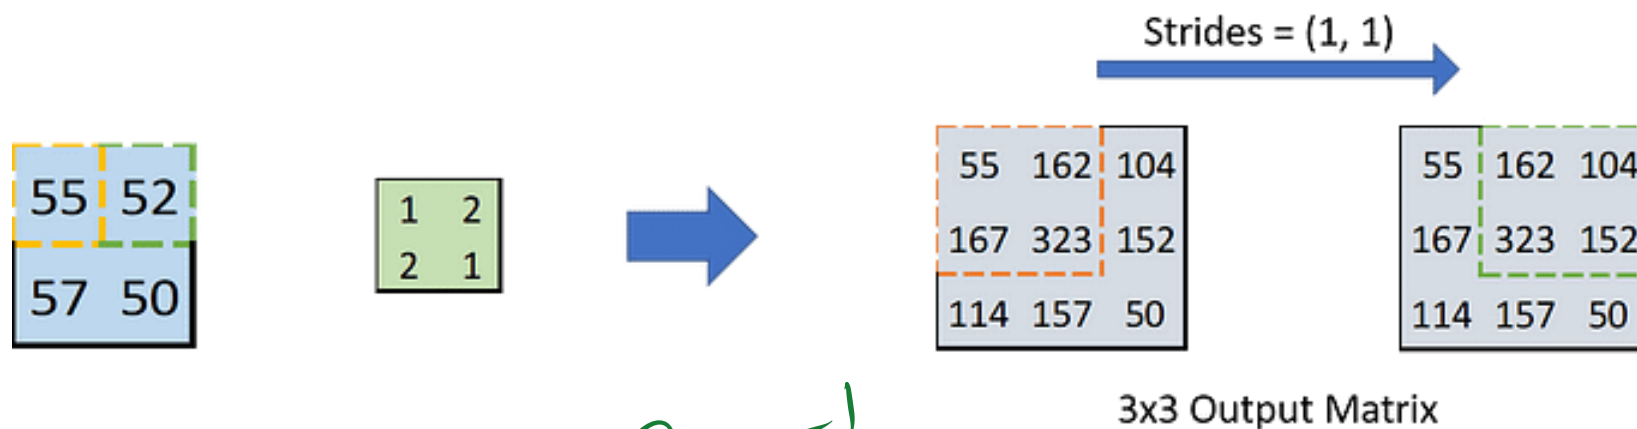 Strides = (1, 1)
55 52
57 50
1 2
2 1
55 162 104
167 323 152
114 157 50
55 162 104
167 323 152
114 157 50
3x3 Output Matrix